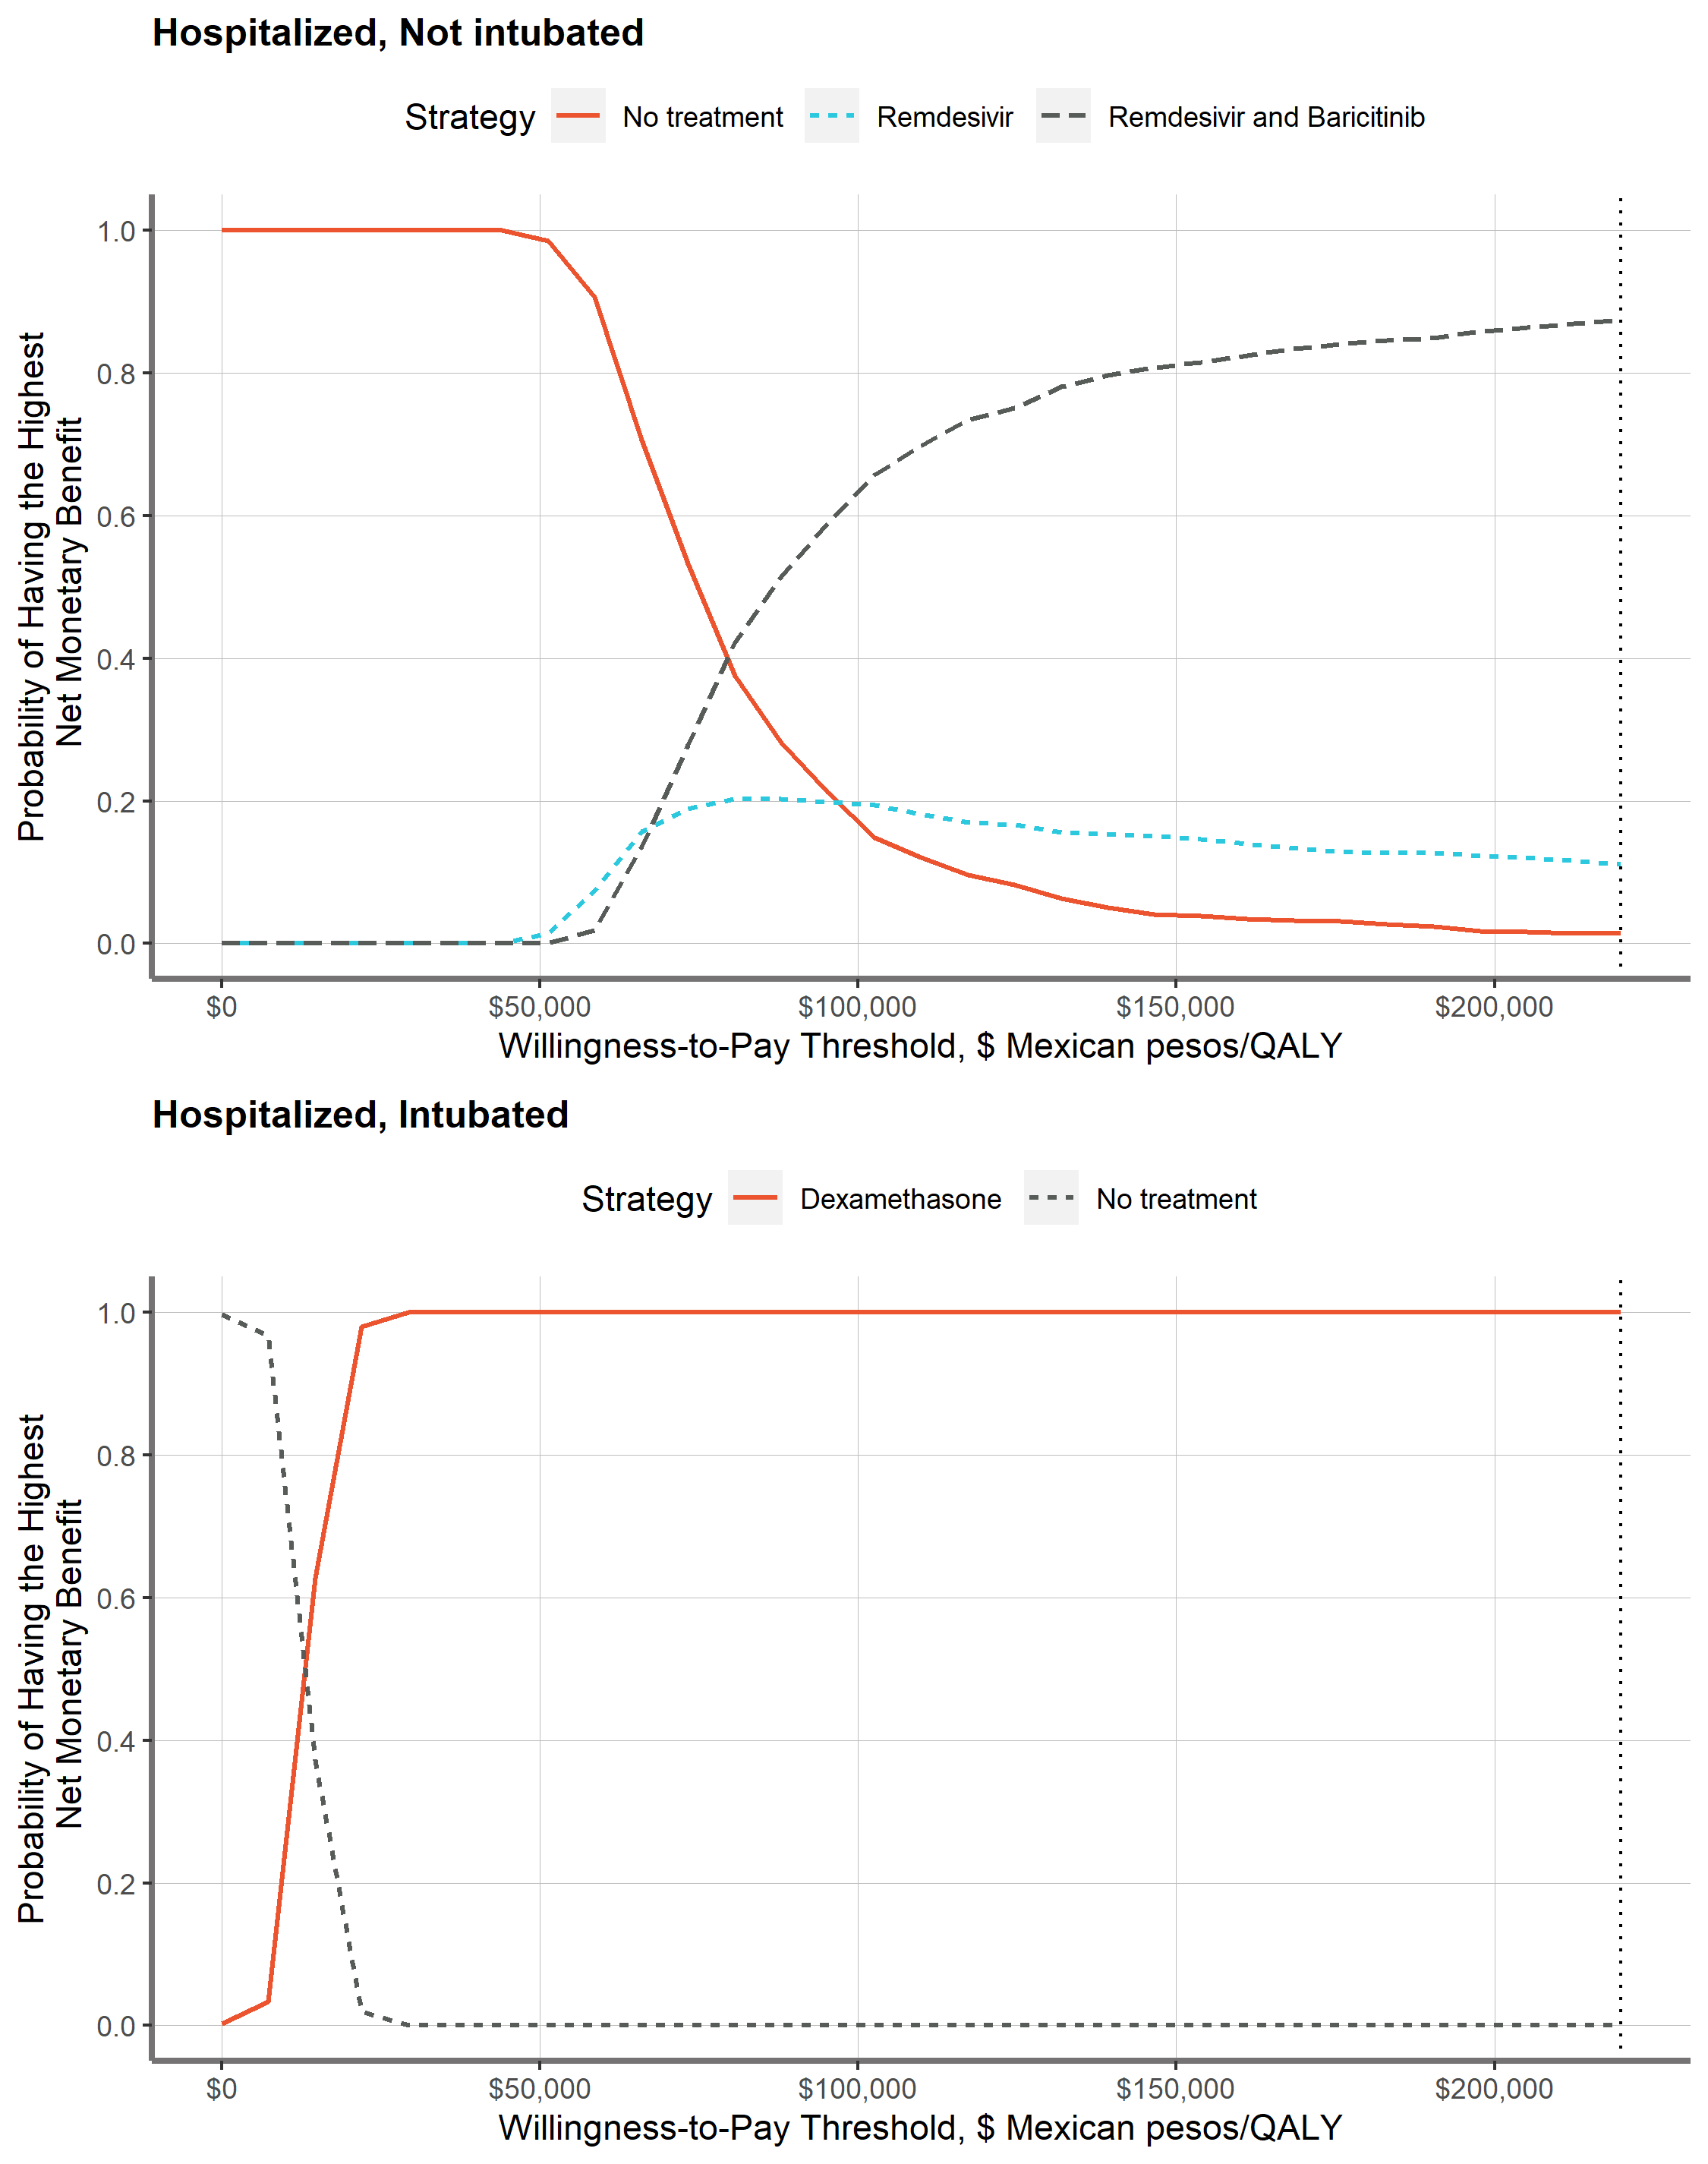 Hospitalized, Not intubated
Strategy No treatment Remdesivir Remdesivir and Baricitinib
Probability of Having the Highest
Net Monetary Benefit
1.0
0.8
0.6
0.4
0.2
0.0
$0 $50,000 $100,000 $150,000 $200,000
Willingness-to-Pay Threshold, $ Mexican pesos/QALY
Hospitalized, Intubated
Strategy Dexamethasone No treatment
Probability of Having the Highest
Net Monetary Benefit
1.0
0.8
0.6
0.4
0.2
0.0
$0 $50,000 $100,000 $150,000 $200,000
Willingness-to-Pay Threshold, $ Mexican pesos/QALY